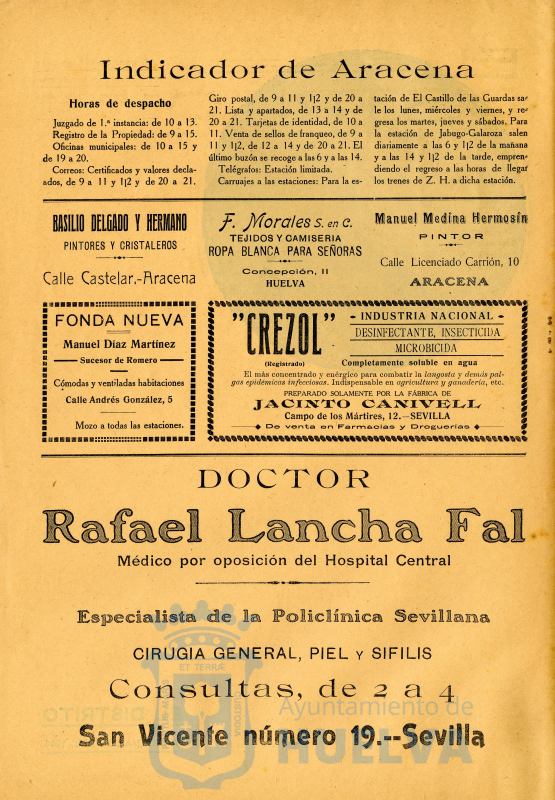 Indicador de Aracena
Horas de despacho
Juzgado de 1.ª instancia: de 10 a 13.
Registro de la Propiedad: de 9 a 15.
Oficinas municipales: de 10 a 15 y
de 19 a 20.
Correos: Certificados y valores decla-
ados, de 9 a 11 y 1|2 y de 20 a 21.
Giro postal, de 9 a 11 y 1|2 y de 20 a
21. Lista y apartados, de 13 a 14 y de
20 a 21. Tarjetas de identidad, de 10 a
11. Venta de sellos de franqueo, de 9 a
11 y 1|2, de 12 a 14 y de 20 a 21. El
último buzón se recoge a las 6 y a las 14.
Telégrafos: Estación limitada.
Carruajes a las estaciones: Para la es-
tación de El Castillo de las Guardas sa-
le los lunes, miércoles y viernes, y re-
gresa los martes, jueves y sábados. Para
la estación de Jabugo-Galaroza salen
diariamente a las 6 y 1|2 de la mañana
y a las 14 y 1|2 de la tarde, empren-
diendo el regreso a las horas de llegar
los trenes de Z. H. a dicha estación.
BASILIO DELGADO Y HERMANO
PINTORES Y CRISTALEROS
Calle Castelar.-Aracena
F. Morales S. en C.
TEJIDOS Y CAMISERIA
ROPA BLANCA PARA SEÑORAS
Concepción, 11
HUELVA
Manuel Medina Hermosín
PINTOR
Calle Licenciado Carrión, 10
ARACENA
FONDA NUEVA
Manuel Díaz Martínez
Sucesor de Romero
Cómodas y ventiladas habitaciones
Calle Andrés González, 5
Mozo a todas las estaciones.
"CREZOL"
(Registrado)
INDUSTRIA NACIONAL
DESINFECTANTE, INSECTICIDA
MICROBICIDA
Completamente soluble en agua
El más concentrado y enérgico para combatir la langosta y demás pal-
gas epidémicas infeciosas. Indispensable en agricultura y ganadería, etc.
PREPARADO SOLAMENTE POR LA FÁBRICA DE
JACINTO CANIVELL
Campo de los Mártires, 12.—SEVILLA
De venta en Farmacias y Droguerías
DOCTOR
Rafael Lancha Fal
Médico por oposición del Hospital Central
Especialista de la Policlínica Sevillana
CIRUGIA GENERAL, PIEL Y SIFILIS
Consultas, de 2 a 4
San Vicente número 19.--Sevilla
Ayuntamiento de
HUELVA